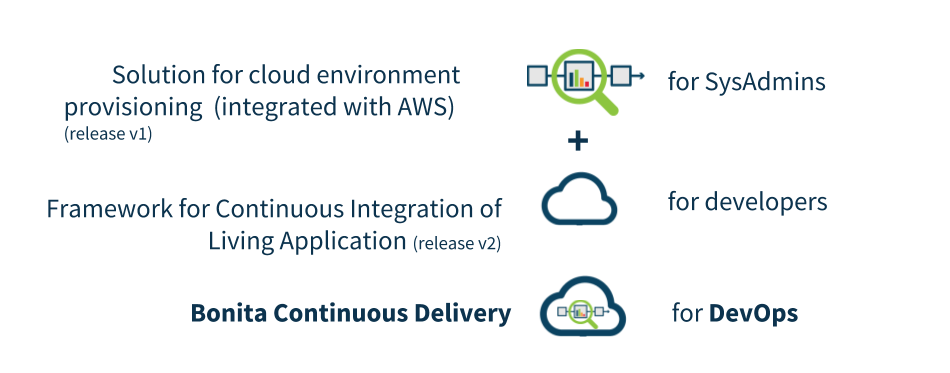 Solution for cloud environment
provisioning (integrated with AWS)
(release v1)
for SysAdmins
+
Framework for Continuous Integration of
Living Application (release v2)
for developers
Bonita Continuous Delivery
for DevOps